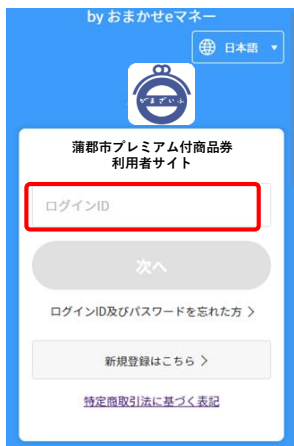 by おまかせeマネー
日本語
がまざいふ
蒲郡市プレミアム付商品券
利用者サイト
ログインID
次へ
ログインID及びパスワードを忘れた方 >
新規登録はこちら >
特定商取引法に基づく表記